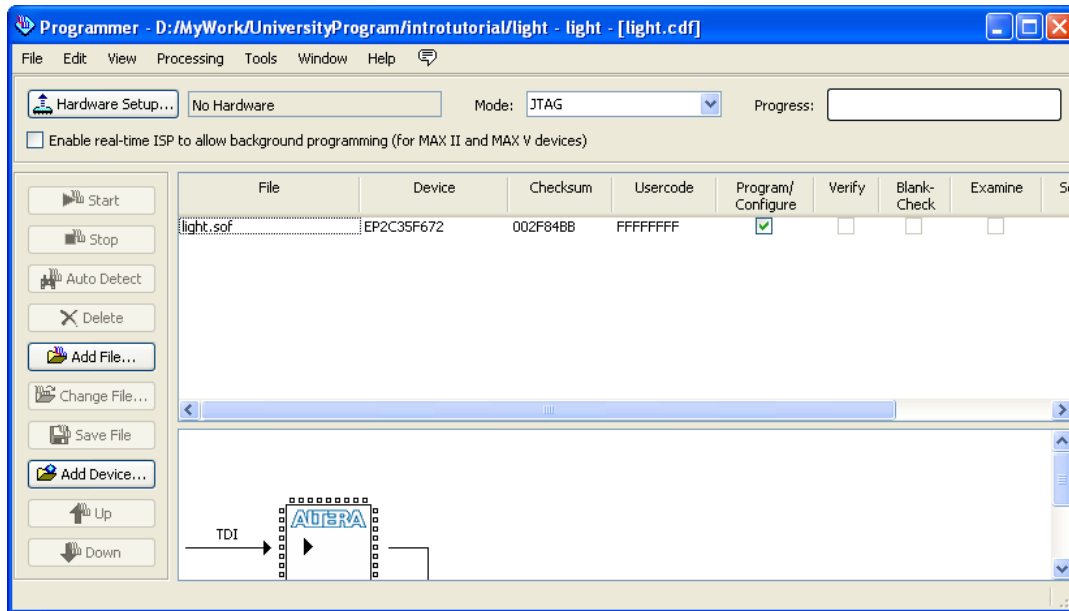 Programmer - D:/MyWork/UniversityProgram/introtutorial/light - light - [light.cdf]
File Edit View Processing Tools Window Help
Hardware Setup... No Hardware Mode: JTAG Progress:
Enable real-time ISP to allow background programming (for MAX II and MAX V devices)
File Device Checksum Usercode Program/ Verify Blank- Examine
Configure Check
light.sof EP2C35F672 002F84BB FFFFFFFF
Start
Stop
Auto Detect
Delete
Add File...
Change File...
Save File
Add Device...
Up
Down
ALTERA
TDI